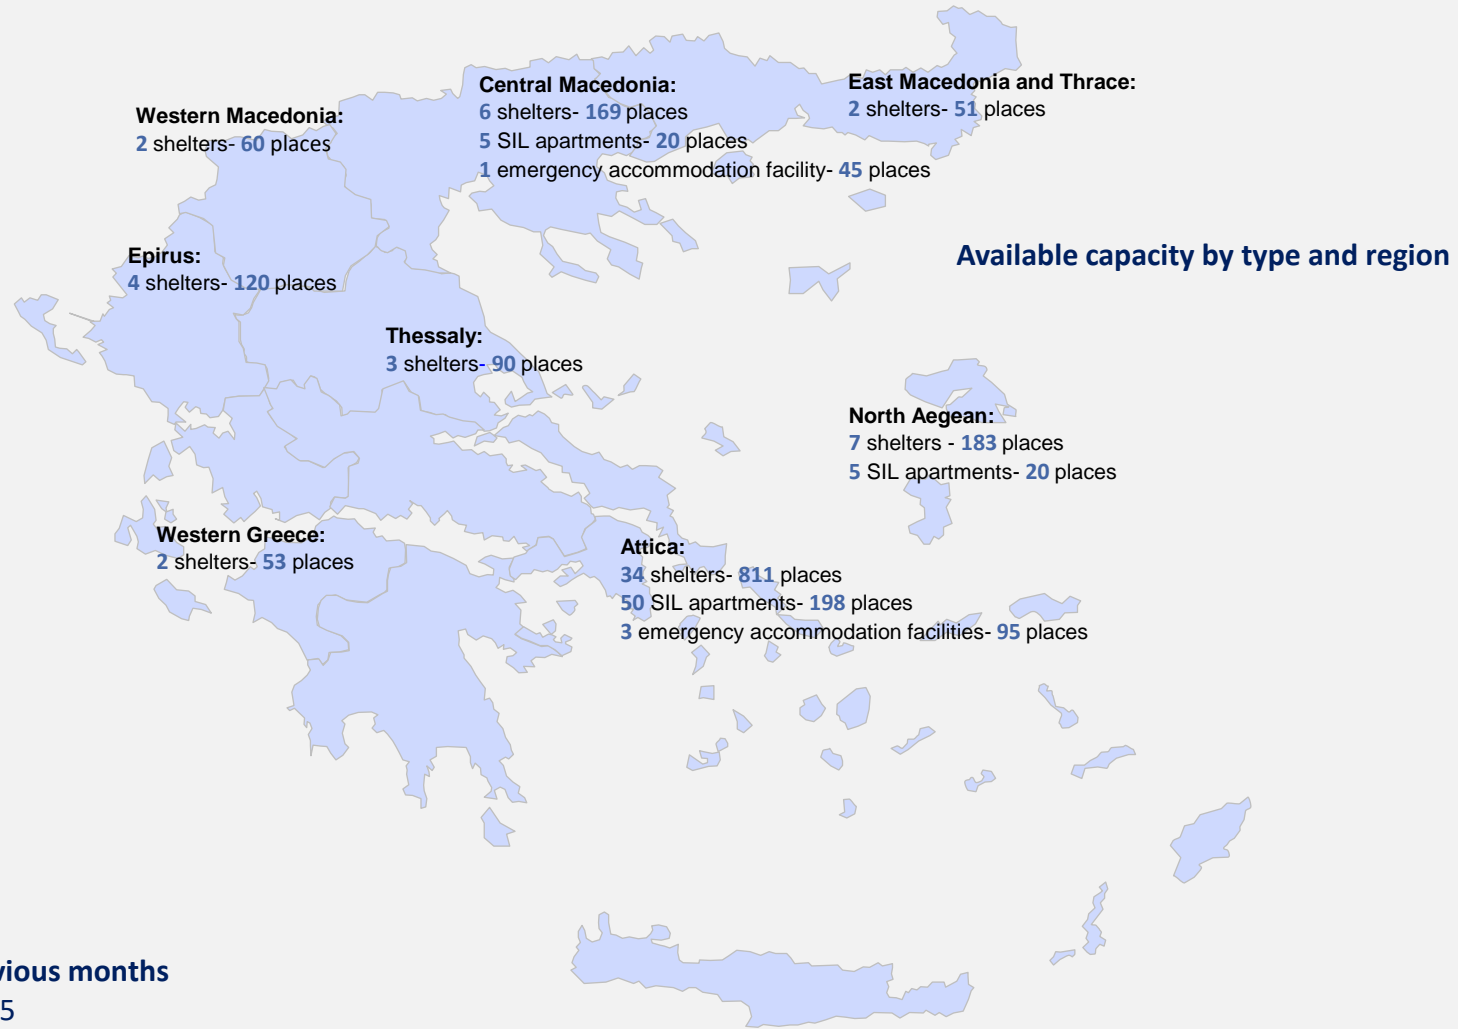 Central Macedonia:
6 shelters- 169 places
5 SIL apartments- 20 places
1 emergency accommodation facility- 45 places
East Macedonia and Thrace:
2 shelters- 51 places
Western Macedonia:
2 shelters- 60 places
Available capacity by type and region
Epirus:
4 shelters- 120 places
Thessaly:
3 shelters- 90 places
North Aegean:
7 shelters - 183 places
5 SIL apartments- 20 places
Western Greece:
2 shelters- 53 places
Attica:
34 shelters- 811 places
50 SIL apartments- 198 places
3 emergency accommodation facilities- 95 places
vious months
5